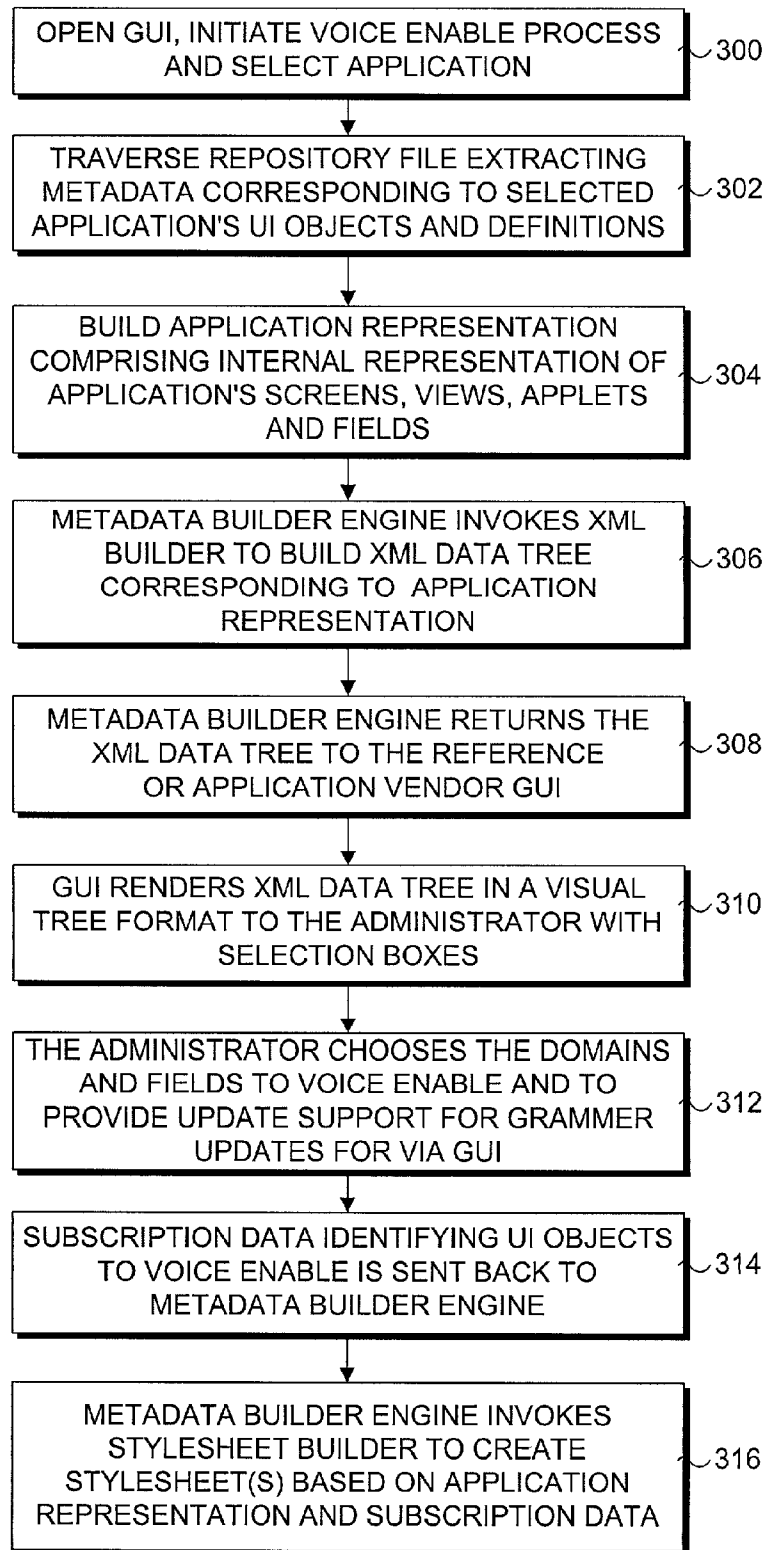 OPEN GUI, INITIATE VOICE ENABLE PROCESS
AND SELECT APPLICATION
300
TRAVERSE REPOSITORY FILE EXTRACTING
METADATA CORRESPONDING TO SELECTED
APPLICATION'S UI OBJECTS AND DEFINITIONS
302
BUILD APPLICATION REPRESENTATION
COMPRISING INTERNAL REPRESENTATION OF
APPLICATION'S SCREENS, VIEWS, APPLETS
AND FIELDS
304
METADATA BUILDER ENGINE INVOKES XML
BUILDER TO BUILD XML DATA TREE
CORRESPONDING TO APPLICATION
REPRESENTATION
306
METADATA BUILDER ENGINE RETURNS THE
XML DATA TREE TO THE REFERENCE
OR APPLICATION VENDOR GUI
308
GUI RENDERS XML DATA TREE IN A VISUAL
TREE FORMAT TO THE ADMINISTRATOR WITH
SELECTION BOXES
310
THE ADMINISTRATOR CHOOSES THE DOMAINS
AND FIELDS TO VOICE ENABLE AND TO
PROVIDE UPDATE SUPPORT FOR GRAMMER
UPDATES FOR VIA GUI
312
SUBSCRIPTION DATA IDENTIFYING UI OBJECTS
TO VOICE ENABLE IS SENT BACK TO
METADATA BUILDER ENGINE
314
METADATA BUILDER ENGINE INVOKES
STYLESHEET BUILDER TO CREATE
STYLESHEET(S) BASED ON APPLICATION
REPRESENTATION AND SUBSCRIPTION DATA
316